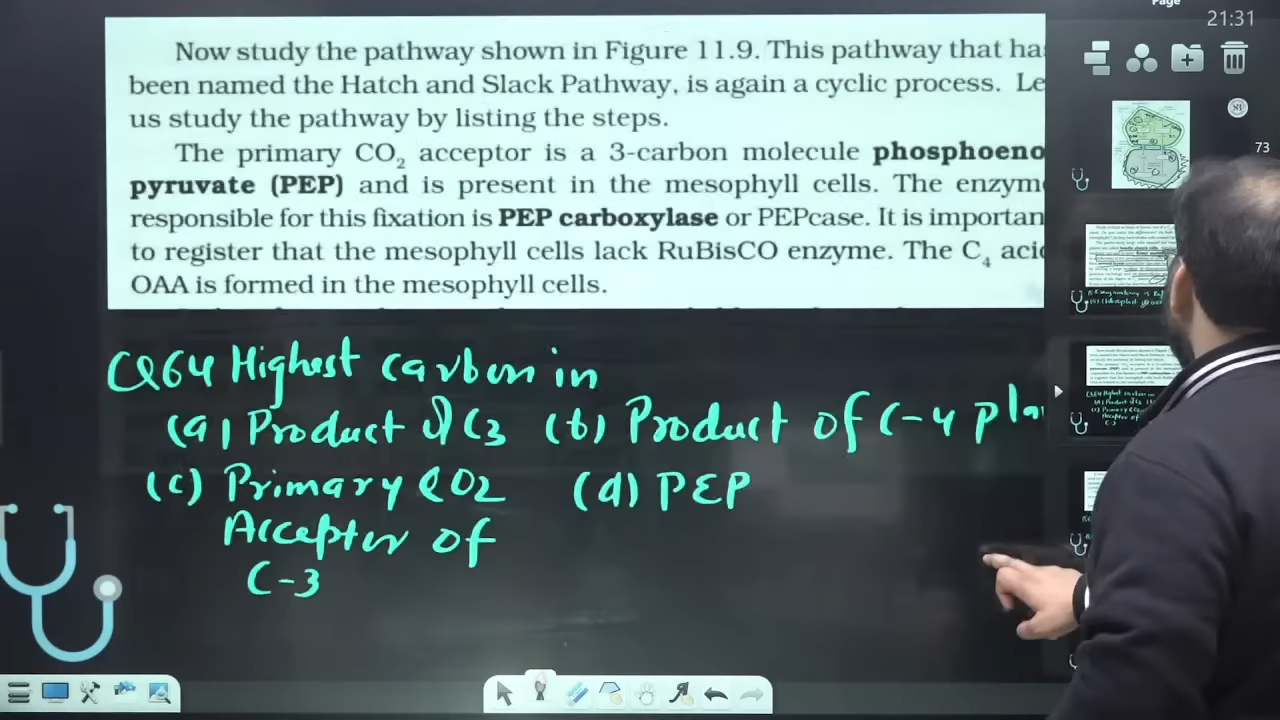 Page
21:31
Now study the pathway shown in Figure 11.9. This pathway that ha
been named the Hatch and Slack Pathway, is again a cyclic process. Le
us study the pathway by listing the steps.
The primary CO₂ acceptor is a 3-carbon molecule phosphoeno
pyruvate (PEP) and is present in the mesophyll cells. The enzym
responsible for this fixation is PEP carboxylase or PEPcase. It is importan
to register that the mesophyll cells lack RuBisCO enzyme. The C₄ acid
OAA is formed in the mesophyll cells.
73
Q64 Highest carbon in
(a) Product of C3 (b) Product of C-4 pla
(c) Primary CO2 (d) PEP
Acceptor of
C-3